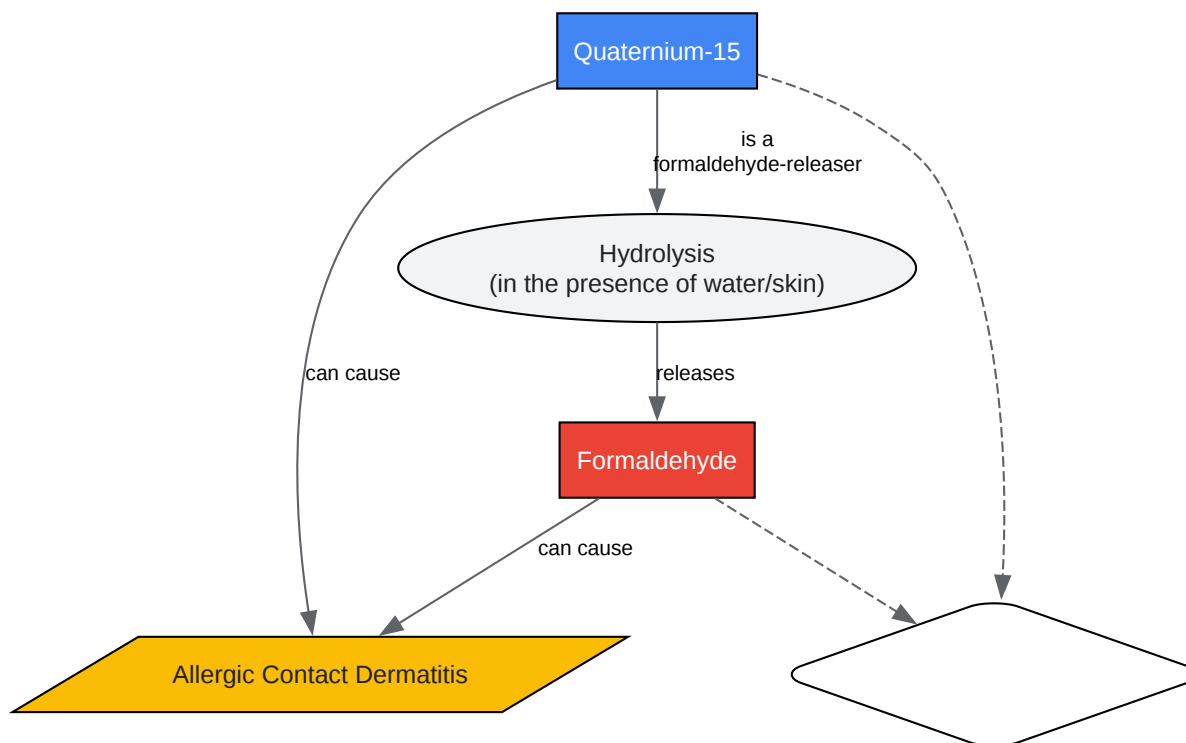 Quaternium-15
is a
formaldehyde-releaser
Hydrolysis
(in the presence of water/skin)
can cause
releases
Formaldehyde
can cause
Allergic Contact Dermatitis